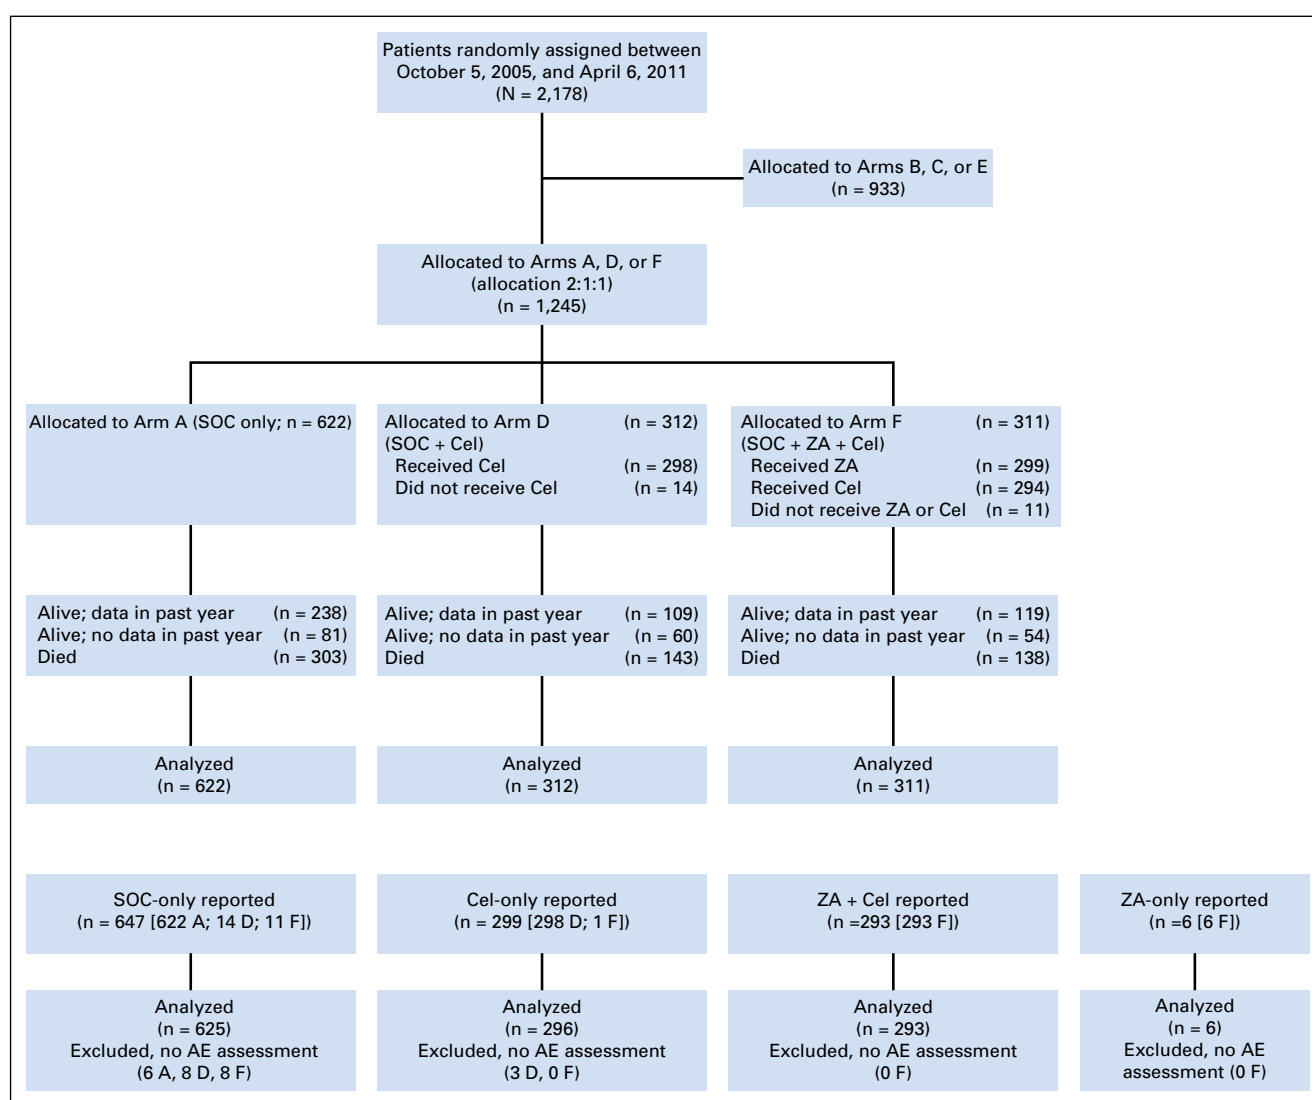 Patients randomly assigned between
October 5, 2005, and April 6, 2011
(N = 2,178)
Allocated to Arms B, C, or E
(n = 933)
Allocated to Arms A, D, or F
(allocation 2:1:1)
(n = 1,245)
Allocated to Arm A (SOC only; n = 622)
Allocated to Arm D (n = 312)
(SOC + Cel)
Received Cel (n = 298)
Did not receive Cel (n = 14)
Allocated to Arm F (n = 311)
(SOC + ZA + Cel)
Received ZA (n = 299)
Received Cel (n = 294)
Did not receive ZA or Cel (n = 11)
Alive; data in past year (n = 238)
Alive; no data in past year (n = 81)
Died (n = 303)
Alive; data in past year (n = 109)
Alive; no data in past year (n = 60)
Died (n = 143)
Alive; data in past year (n = 119)
Alive; no data in past year (n = 54)
Died (n = 138)
Analyzed
(n = 622)
Analyzed
(n = 312)
Analyzed
(n = 311)
SOC-only reported
(n = 647 [622 A; 14 D; 11 F])
Cel-only reported
(n = 299 [298 D; 1 F])
ZA + Cel reported
(n =293 [293 F])
ZA-only reported
(n =6 [6 F])
Analyzed
(n = 625)
Excluded, no AE assessment
(6 A, 8 D, 8 F)
Analyzed
(n = 296)
Excluded, no AE assessment
(3 D, 0 F)
Analyzed
(n = 293)
Excluded, no AE assessment
(0 F)
Analyzed
(n = 6)
Excluded, no AE
assessment (0 F)